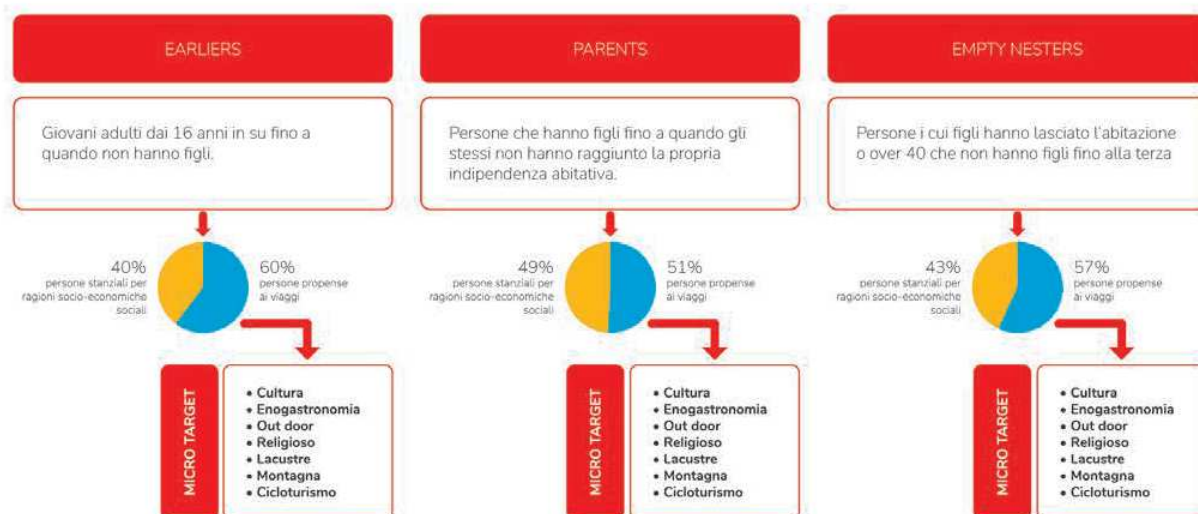 EARLIERS
Giovani adulti dai 16 anni in su fino a
quando non hanno figli.
40%
persone stanziali per
ragioni socio-economiche
sociali
60%
persone propense
ai viaggi
MICRO TARGET
• Cultura
• Enogastronomia
• Out door
• Religioso
• Lacustre
• Montagna
• Cicloturismo
PARENTS
Persone che hanno figli fino a quando gli
stessi non hanno raggiunto la propria
indipendenza abitativa.
49%
persone stanziali per
ragioni socio-economiche
sociali
51%
persone propense
ai viaggi
MICRO TARGET
• Cultura
• Enogastronomia
• Out door
• Religioso
• Lacustre
• Montagna
• Cicloturismo
EMPTY NESTERS
Persone i cui figli hanno lasciato l'abitazione
o over 40 che non hanno figli fino alla terza
43%
persone stanziali per
ragioni socio-economiche
sociali
57%
persone propense
ai viaggi
MICRO TARGET
• Cultura
• Enogastronomia
• Out door
• Religioso
• Lacustre
• Montagna
• Cicloturismo